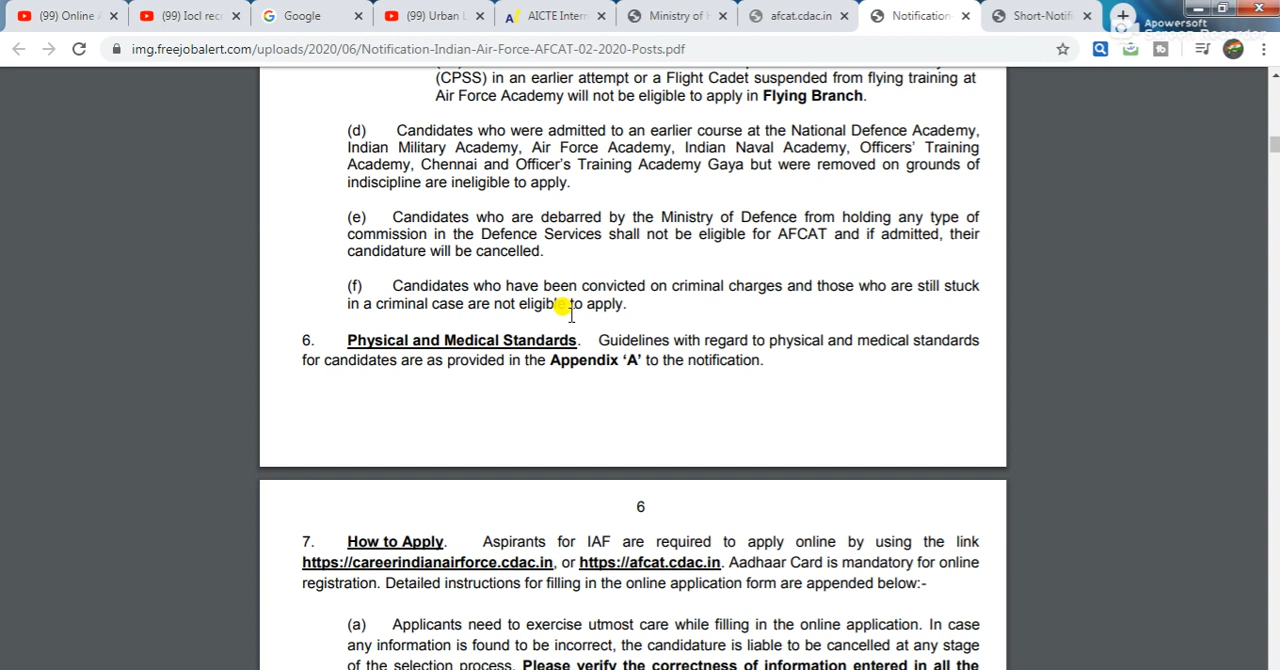 (99) Online
(99) Iocl rec
Google
(99) Urban L
AICTE Intern
Ministry of H
afcat.cdac.in
Notification
Short-Notifi
Apowersoft
Screen Recorder
img.freejobalert.com/uploads/2020/06/Notification-Indian-Air-Force-AFCAT-02-2020-Posts.pdf
(CPSS) in an earlier attempt or a Flight Cadet suspended from flying training at
Air Force Academy will not be eligible to apply in Flying Branch.
(d) Candidates who were admitted to an earlier course at the National Defence Academy,
Indian Military Academy, Air Force Academy, Indian Naval Academy, Officers' Training
Academy, Chennai and Officer's Training Academy Gaya but were removed on grounds of
indiscipline are ineligible to apply.
(e) Candidates who are debarred by the Ministry of Defence from holding any type of
commission in the Defence Services shall not be eligible for AFCAT and if admitted, their
candidature will be cancelled.
(f) Candidates who have been convicted on criminal charges and those who are still stuck
in a criminal case are not eligible to apply.
6. Physical and Medical Standards. Guidelines with regard to physical and medical standards
for candidates are as provided in the Appendix 'A' to the notification.
6
7. How to Apply. Aspirants for IAF are required to apply online by using the link
https://careerindianairforce.cdac.in, or https://afcat.cdac.in. Aadhaar Card is mandatory for online
registration. Detailed instructions for filling in the online application form are appended below:-
(a) Applicants need to exercise utmost care while filling in the online application. In case
any information is found to be incorrect, the candidature is liable to be cancelled at any stage
of the selection process. Please verify the correctness of information entered in all the